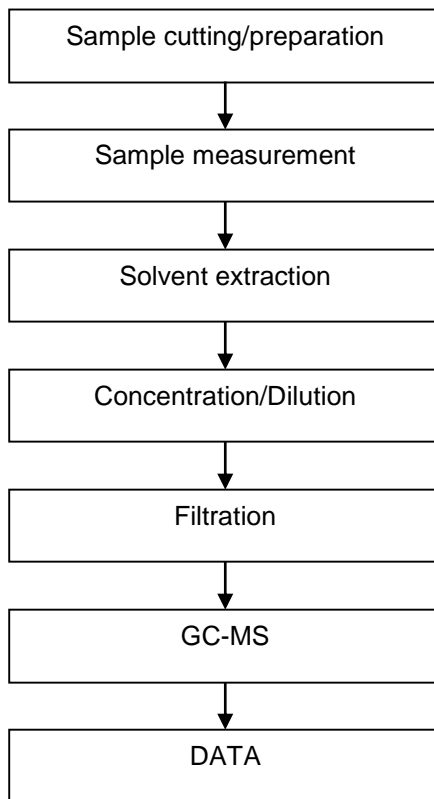 Sample cutting/preparation
Sample measurement
Solvent extraction
Concentration/Dilution
Filtration
GC-MS
DATA